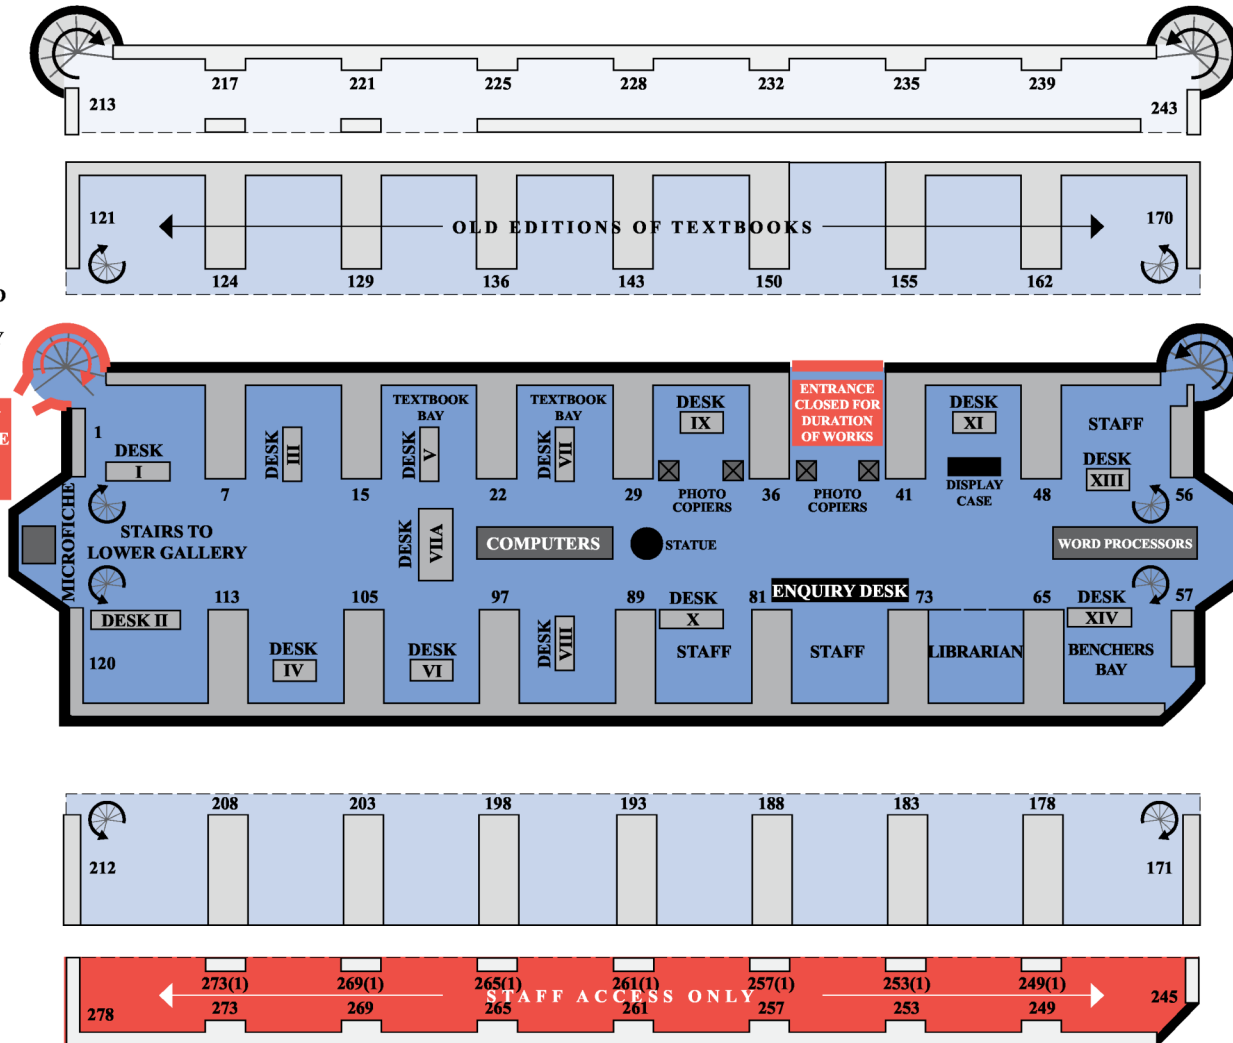 217 221 225 228 232 235 239
213 243
121 170
OLD EDITIONS OF TEXTBOOKS
124 129 136 143 150 155 162
1
DESK
I
DESK
III
TEXTBOOK
BAY
DESK
V
TEXTBOOK
BAY
DESK
VII
DESK
IX
ENTRANCE
CLOSED FOR
DURATION
OF WORKS
DESK
XI
STAFF
DESK
XIII
PHOTO
COPIERS
PHOTO
COPIERS
DISPLAY
CASE
7 15 22 29 36 41 48 56
MICROFICHE
STAIRS TO
LOWER GALLERY
DESK
VIIA
COMPUTERS
STATUE
WORD PROCESSORS
ENQUIRY DESK
113 105 97 89 81 73 65 57
DESK II
120
DESK
IV
DESK
VI
DESK
VIII
DESK
X
STAFF
STAFF
LIBRARIAN
DESK
XIV
BENCHERS
BAY
208 203 198 193 188 183 178
212 171
273(1) 269(1) 265(1) 261(1) 257(1) 253(1) 249(1)
STAFF ACCESS ONLY
278 273 269 265 261 257 253 249 245